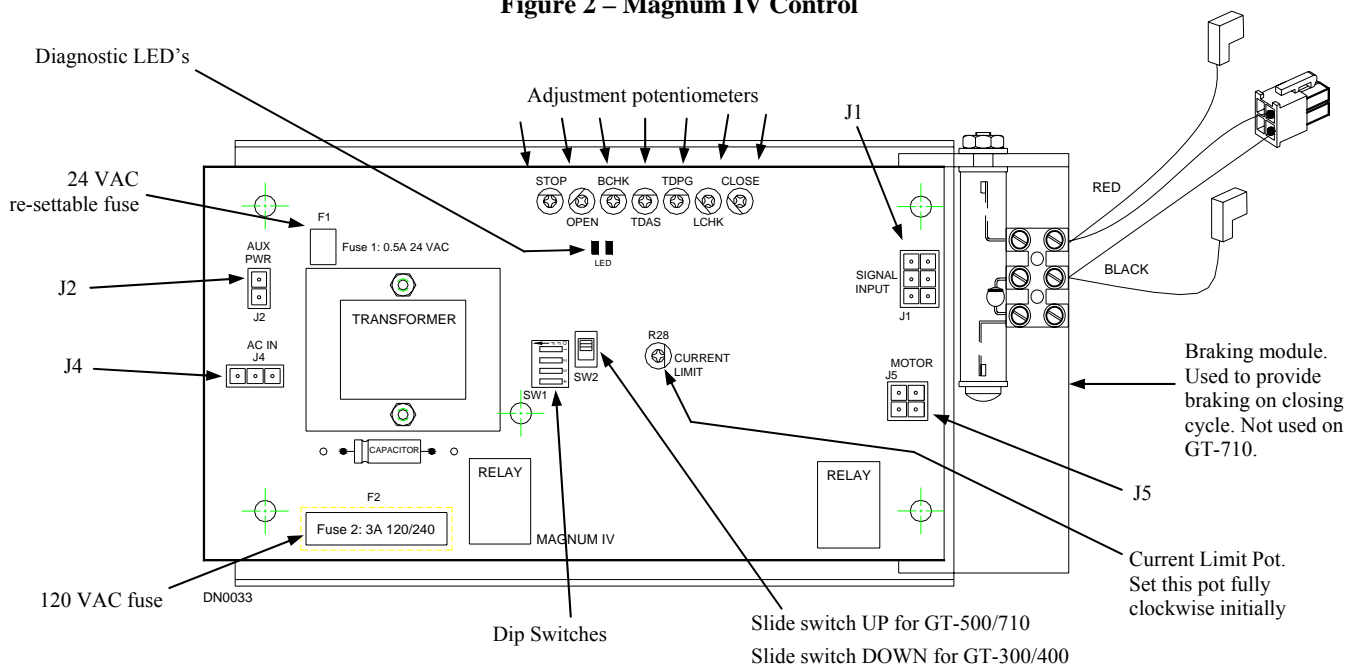 Figure 2 – Magnum IV Control
Diagnostic LED's
Adjustment potentiometers
J1
24 VAC
re-settable fuse
STOP
BCHK
TDPG
CLOSE
OPEN
TDAS
LCHK
F1
Fuse 1: 0.5A 24 VAC
LED
RED
BLACK
AUX
PWR
J2
J2
SIGNAL
INPUT
J1
TRANSFORMER
AC IN
J4
J4
SW1
SW2
R28
CURRENT
LIMIT
MOTOR
J5
Braking module.
Used to provide
braking on closing
cycle. Not used on
GT-710.
CAPACITOR
RELAY
RELAY
J5
F2
Fuse 2: 3A 120/240
MAGNUM IV
120 VAC fuse
DN0033
Dip Switches
Slide switch UP for GT-500/710
Slide switch DOWN for GT-300/400
Current Limit Pot.
Set this pot fully
clockwise initially